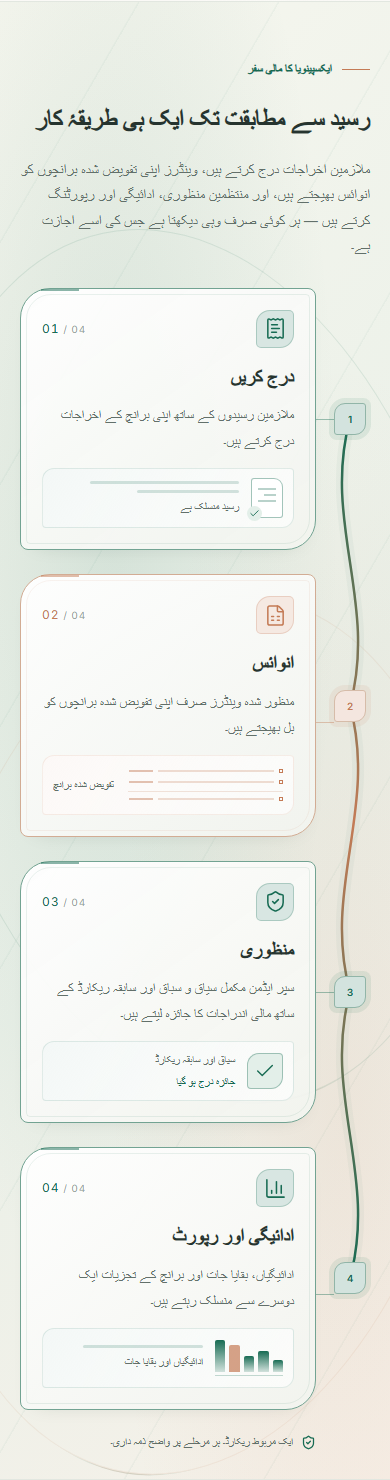 ایکسپینویا کا مالی سفر
رسید سے مطابقت تک ایک ہی طریقۂ کار
ملازمین اخراجات درج کرتے ہیں، وینڈرز اپنی تفویض شدہ برانچوں کو
انوائس بھیجتے ہیں، اور منتظمین منظوری، ادائیگی اور رپورٹنگ
کرتے ہیں — ہر کوئی صرف وہی دیکھتا ہے جس کی اسے اجازت
ہے۔
01 / 04
درج کریں
ملازمین رسیدوں کے ساتھ اپنی برانچ کے اخراجات
درج کرتے ہیں۔
رسید منسلک ہے
1
02 / 04
انوائس
منظور شدہ وینڈرز صرف اپنی تفویض شدہ برانچوں کو
بل بھیجتے ہیں۔
تفویض شدہ برانچ
2
03 / 04
منظوری
سپر ایڈمن مکمل سیاق و سباق اور سابقہ ریکارڈ کے
ساتھ مالی اندراجات کا جائزہ لیتے ہیں۔
سیاق اور سابقہ ریکارڈ
جائزہ درج ہو گیا
3
04 / 04
ادائیگی اور رپورٹ
ادائیگیاں، بقایا جات اور برانچ کے تجزیات ایک
دوسرے سے منسلک رہتے ہیں۔
ادائیگیاں اور بقایا جات
4
ایک مربوط ریکارڈ۔ ہر مرحلے پر واضح ذمہ داری۔